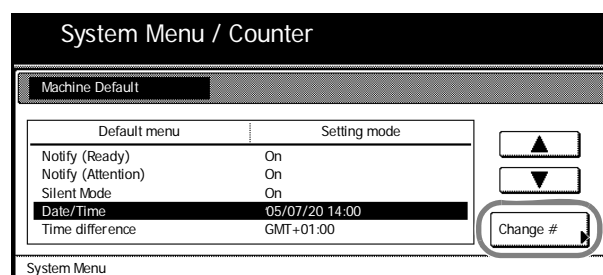 System Menu / Counter
Machine Default
Default menu Setting mode
Notify (Ready) On
Notify (Attention) On
Silent Mode On
Date/Time '05/07/20 14:00
Time difference GMT+01:00
Change #
System Menu